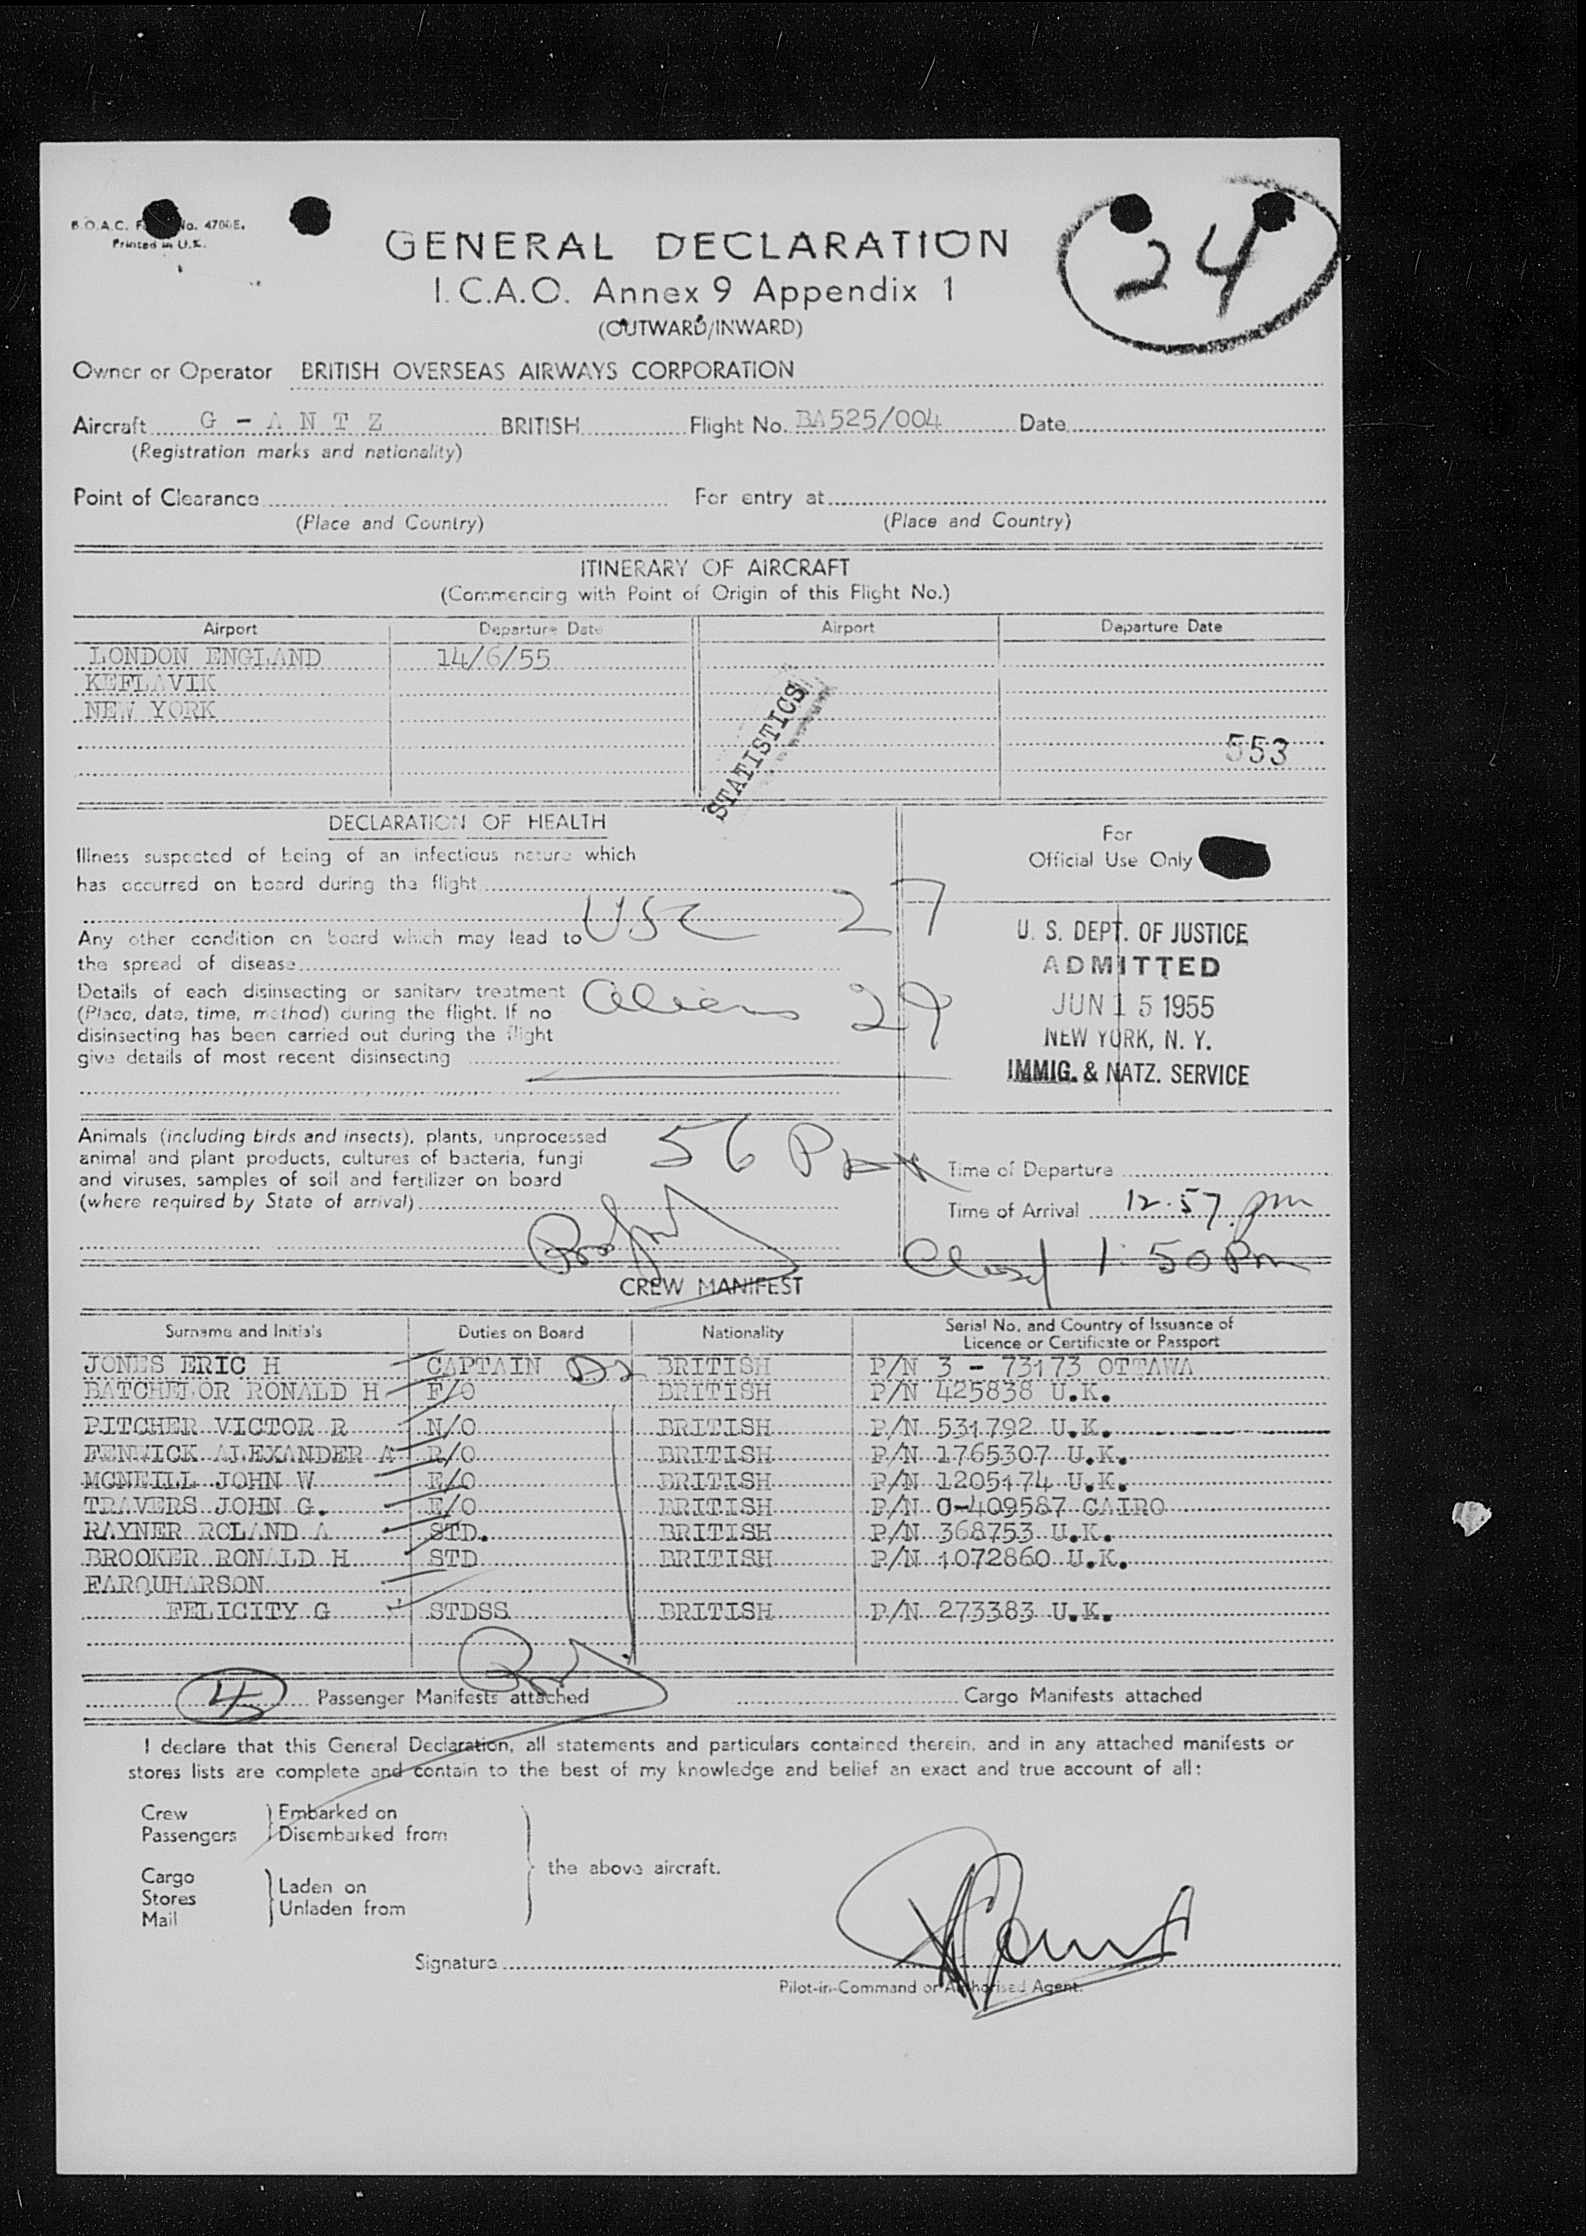 B.O.A.C. No. 4706E.
Printed in U.K.
24
GENERAL DECLARATION
I.C.A.O. Annex 9 Appendix 1
(OUTWARD/INWARD)
Owner or Operator BRITISH OVERSEAS AIRWAYS CORPORATION
Aircraft G - A N T Z BRITISH Flight No. BA525/004 Date
(Registration marks and nationality)
Point of Clearance For entry at
(Place and Country) (Place and Country)
ITINERARY OF AIRCRAFT
(Commencing with Point of Origin of this Flight No.)
Airport Departure Date Airport Departure Date
LONDON ENGLAND 14/6/55
KEFLAVIK
NEW YORK
STATISTICS
553
DECLARATION OF HEALTH
Illness suspected of being of an infectious nature which
has occurred on board during the flight
For
Official Use Only
USC 27
Any other condition on board which may lead to
the spread of disease
Details of each disinsecting or sanitary treatment
(Place, date, time, method) during the flight. If no
disinsecting has been carried out during the flight
give details of most recent disinsecting
Aliens 29
U. S. DEPT. OF JUSTICE
ADMITTED
JUN 15 1955
NEW YORK, N. Y.
IMMIG. & NATZ. SERVICE
Animals (including birds and insects), plants, unprocessed
animal and plant products, cultures of bacteria, fungi
and viruses, samples of soil and fertilizer on board
(where required by State of arrival)
56 Pax
Time of Departure
Time of Arrival 12.57 pm
Closed 1:50 Pm
CREW MANIFEST
Surname and Initials Duties on Board Nationality Serial No. and Country of Issuance of
Licence or Certificate or Passport
JONES ERIC H CAPTAIN BRITISH P/N 3 - 73173 OTTAWA
BATCHELOR RONALD H F/O BRITISH P/N 425838 U.K.
PITCHER VICTOR R N/O BRITISH P/N 531792 U.K.
FENWICK ALEXANDER A R/O BRITISH P/N 1765307 U.K.
MCNEILL JOHN W E/O BRITISH P/N 1205174 U.K.
TRAVERS JOHN G. E/O BRITISH P/N 0-409587 CAIRO
RAYNER ROLAND A STD. BRITISH P/N 368753 U.K.
BROOKER RONALD H STD BRITISH P/N 1072860 U.K.
FARQUHARSON
FELICITY G STDSS BRITISH P/N 273383 U.K.
Passenger Manifests attached Cargo Manifests attached
I declare that this General Declaration, all statements and particulars contained therein, and in any attached manifests or
stores lists are complete and contain to the best of my knowledge and belief an exact and true account of all:
Crew Embarked on
Passengers Disembarked from
the above aircraft.
Cargo
Stores Laden on
Mail Unladen from
Signature
Pilot-in-Command or Authorised Agent.